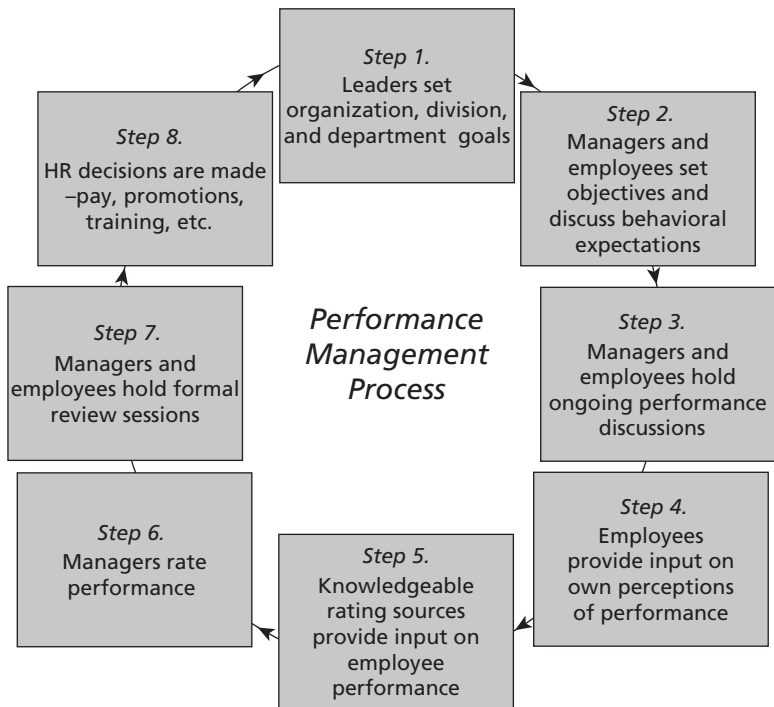 Step 1.
Leaders set
organization, division,
and department goals
Step 2.
Managers and
employees set
objectives and
discuss behavioral
expectations
Step 3.
Managers and
employees hold
ongoing performance
discussions
Step 4.
Employees
provide input on
own perceptions
of performance
Step 5.
Knowledgeable
rating sources
provide input on
employee
performance
Step 6.
Managers rate
performance
Step 7.
Managers and
employees hold formal
review sessions
Step 8.
HR decisions are made
–pay, promotions,
training, etc.
Performance
Management
Process